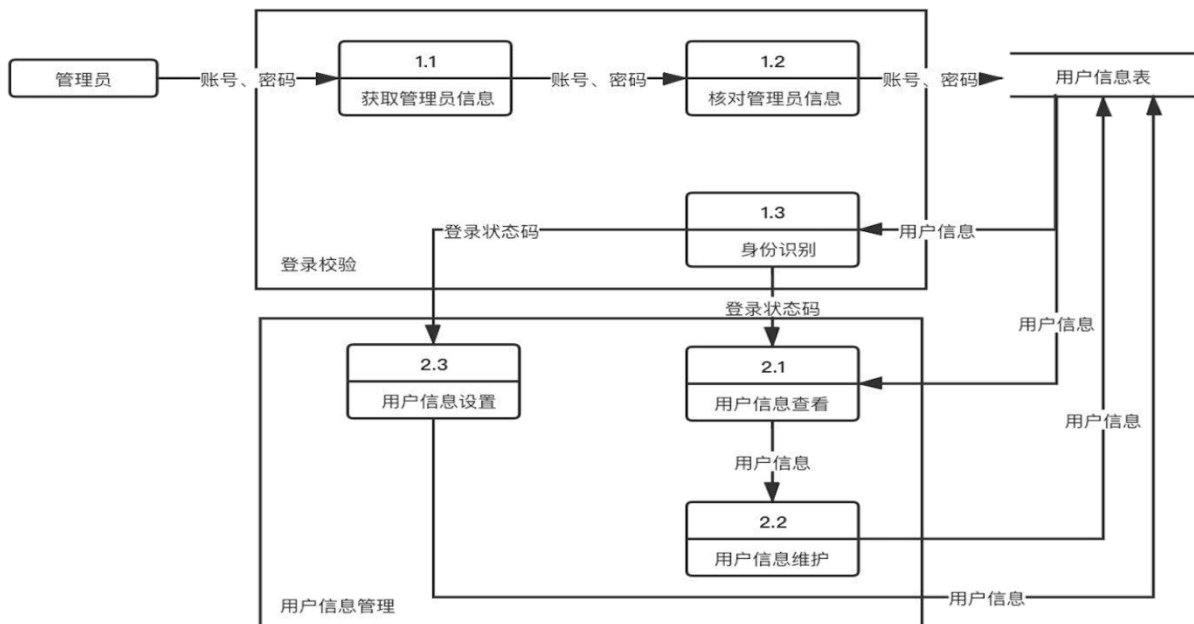 1.1
1.2
管理员
账号、密码
账号、密码
账号、密码
用户信息表
获取管理员信息
核对管理员信息
1.3
登录状态码
用户信息
身份识别
登录校验
登录状态码
用户信息
2.3
2.1
用户信息设置
用户信息查看
用户信息
用户信息
2.2
用户信息维护
用户信息管理
用户信息